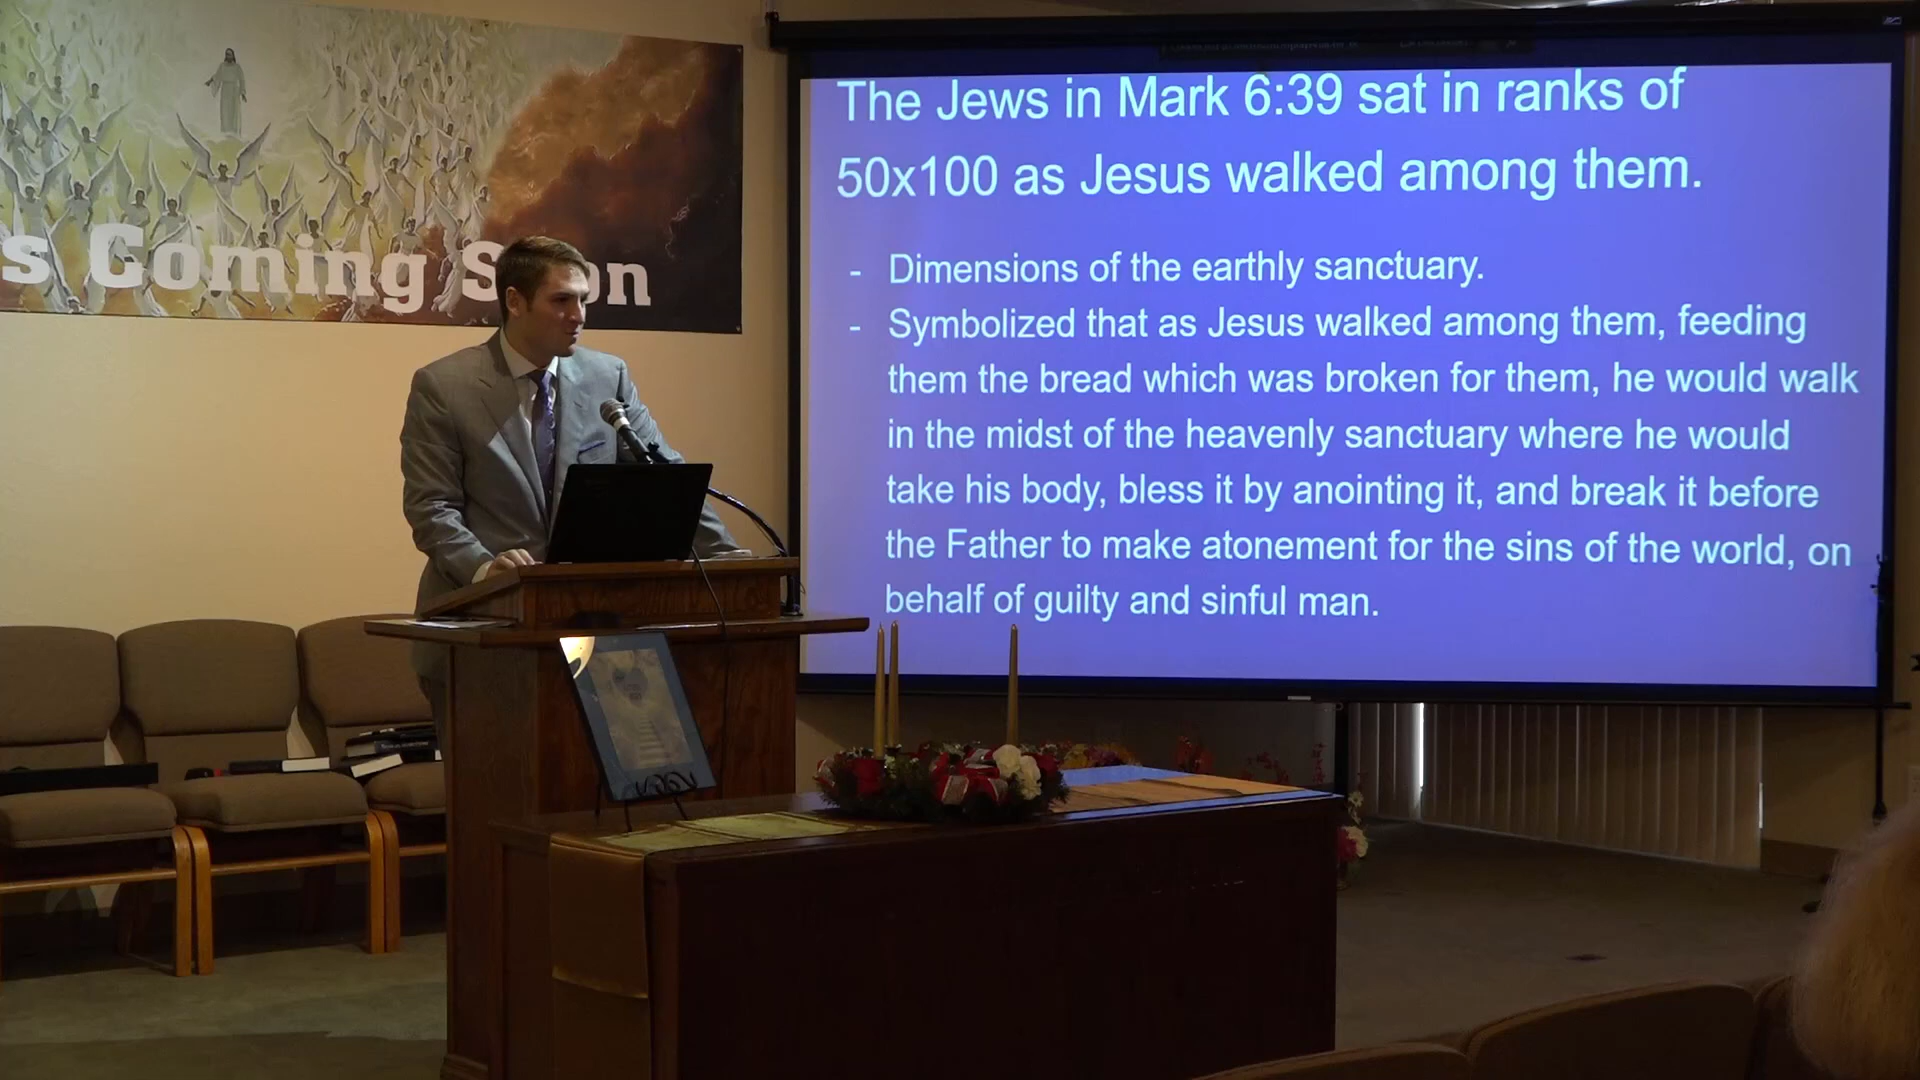 s Coming S on
The Jews in Mark 6:39 sat in ranks of
50x100 as Jesus walked among them.
- Dimensions of the earthly sanctuary.
- Symbolized that as Jesus walked among them, feeding
them the bread which was broken for them, he would walk
in the midst of the heavenly sanctuary where he would
take his body, bless it by anointing it, and break it before
the Father to make atonement for the sins of the world, on
behalf of guilty and sinful man.